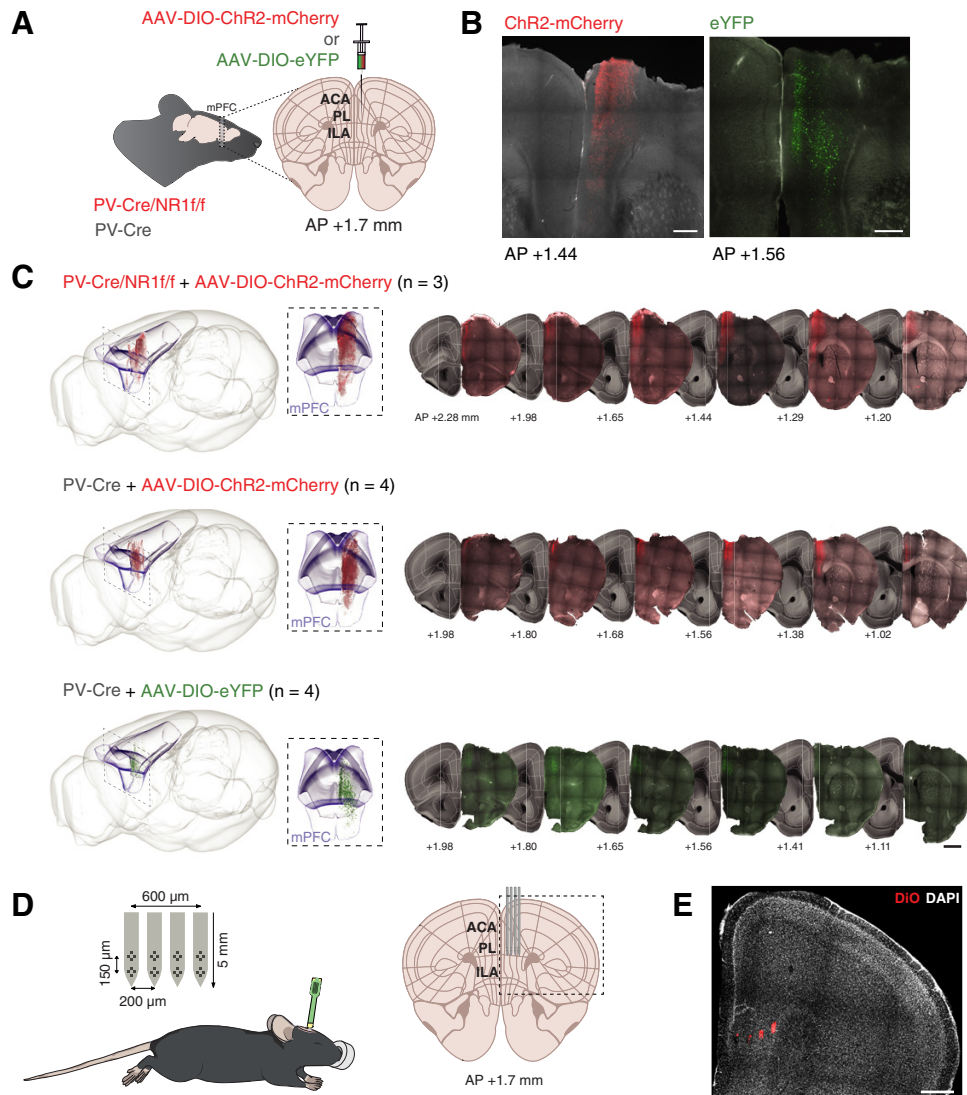 A
AAV-DIO-ChR2-mCherry
or
AAV-DIO-eYFP
mPFC
ACA
PL
ILA
PV-Cre/NR1f/f
PV-Cre
AP +1.7 mm
B
ChR2-mCherry
eYFP
AP +1.44
AP +1.56
C
PV-Cre/NR1f/f + AAV-DIO-ChR2-mCherry (n = 3)
mPFC
AP +2.28 mm
+1.98
+1.65
+1.44
+1.29
+1.20
PV-Cre + AAV-DIO-ChR2-mCherry (n = 4)
mPFC
+1.98
+1.80
+1.68
+1.56
+1.38
+1.02
PV-Cre + AAV-DIO-eYFP (n = 4)
mPFC
+1.98
+1.80
+1.65
+1.56
+1.41
+1.11
D
600 µm
150 µm
5 mm
200 µm
ACA
PL
ILA
AP +1.7 mm
E
DiO DAPI